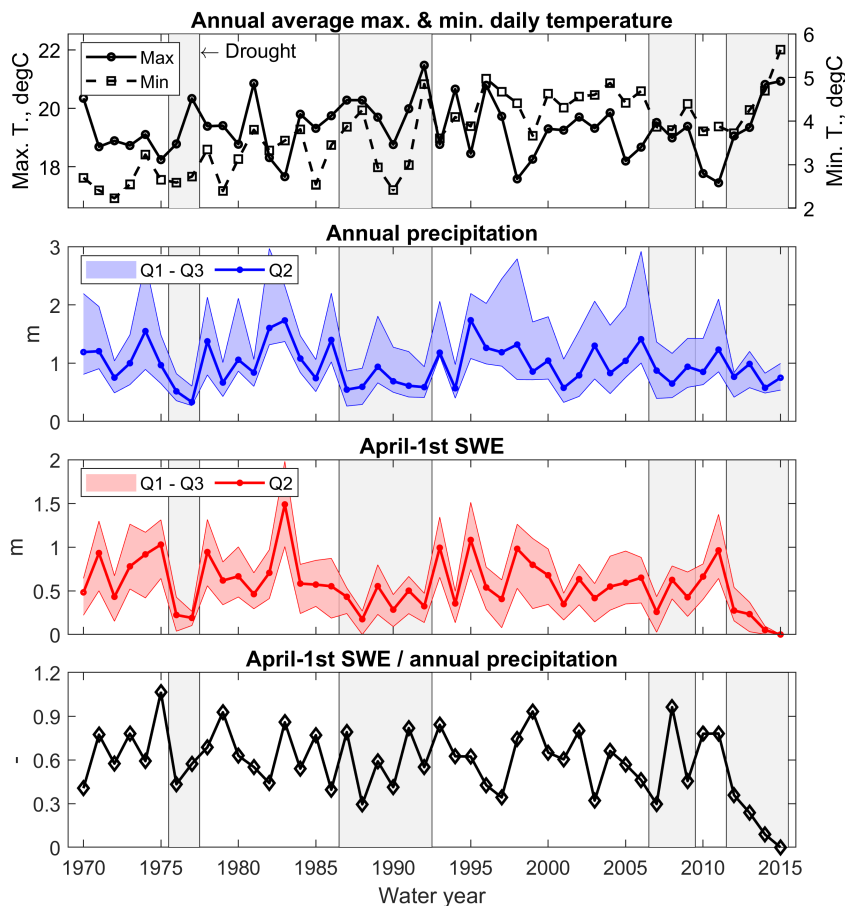 Annual average max. & min. daily temperature
Max. T., degC
22
20
18
Max
Min
← Drought
6
5
4
3
2
Min. T., degC
Annual precipitation
m
3
2
1
0
Q1 - Q3
Q2
April-1st SWE
m
2
1.5
1
0.5
0
Q1 - Q3
Q2
April-1st SWE / annual precipitation
-
1.2
0.9
0.6
0.3
0
1970 1975 1980 1985 1990 1995 2000 2005 2010 2015
Water year